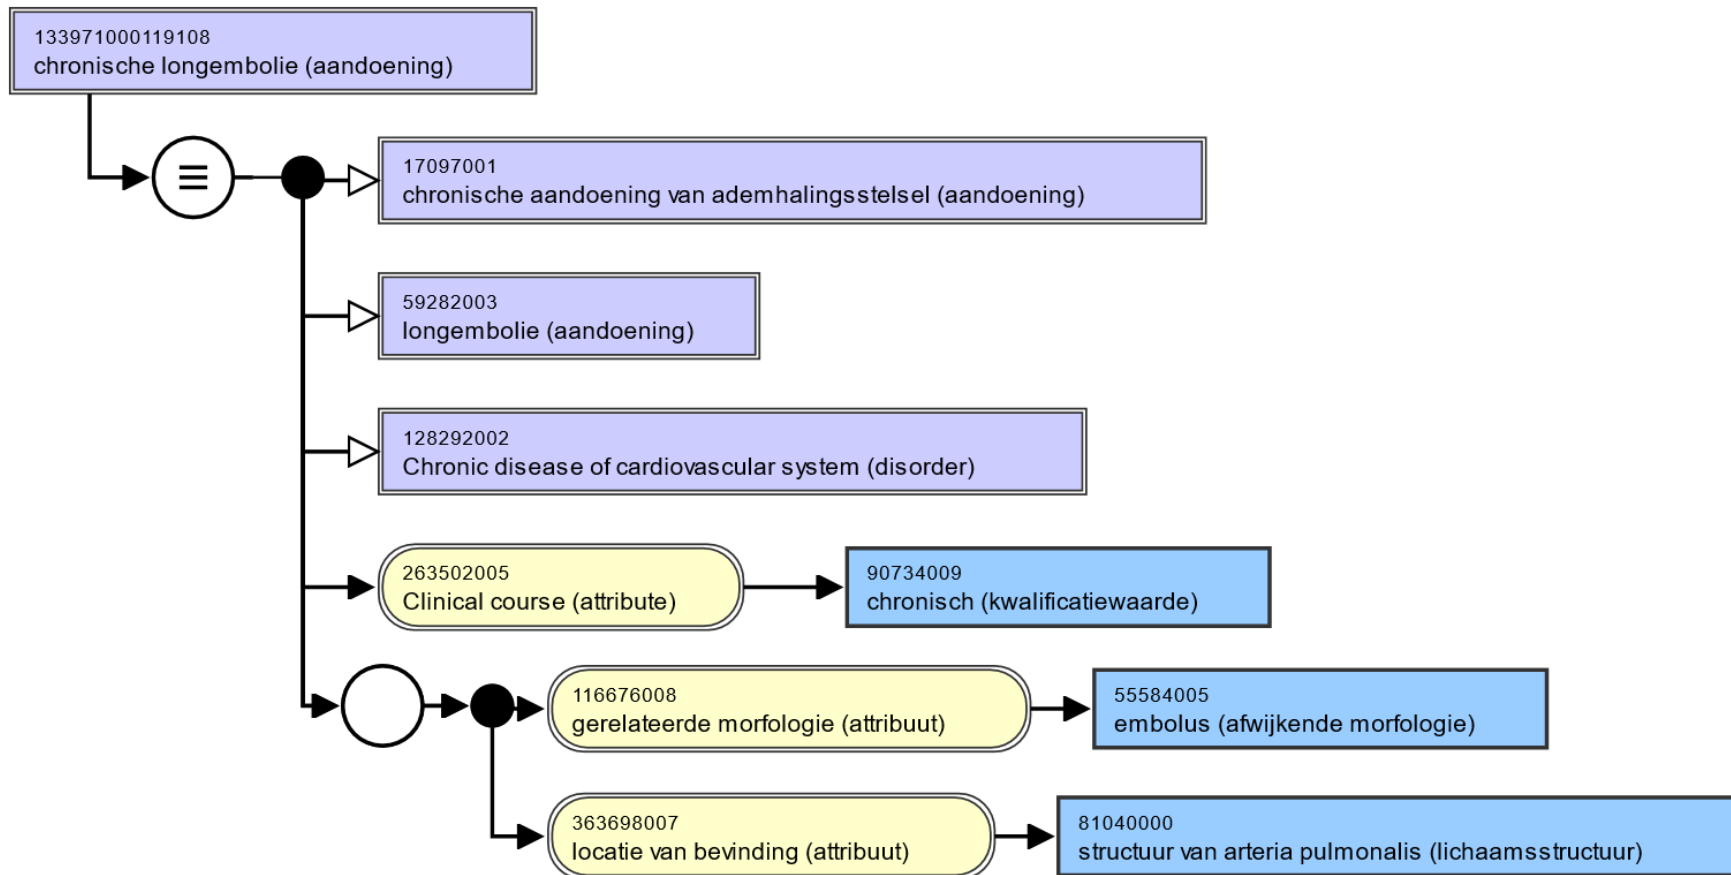 133971000119108
chronische longembolie (aandoening)
17097001
chronische aandoening van ademhalingsstelsel (aandoening)
59282003
longembolie (aandoening)
128292002
Chronic disease of cardiovascular system (disorder)
263502005
Clinical course (attribute)
90734009
chronisch (kwalificatiewaarde)
116676008
gerelateerde morfologie (attribuut)
55584005
embolus (afwijkende morfologie)
363698007
locatie van bevinding (attribuut)
81040000
structuur van arteria pulmonalis (lichaamsstructuur)